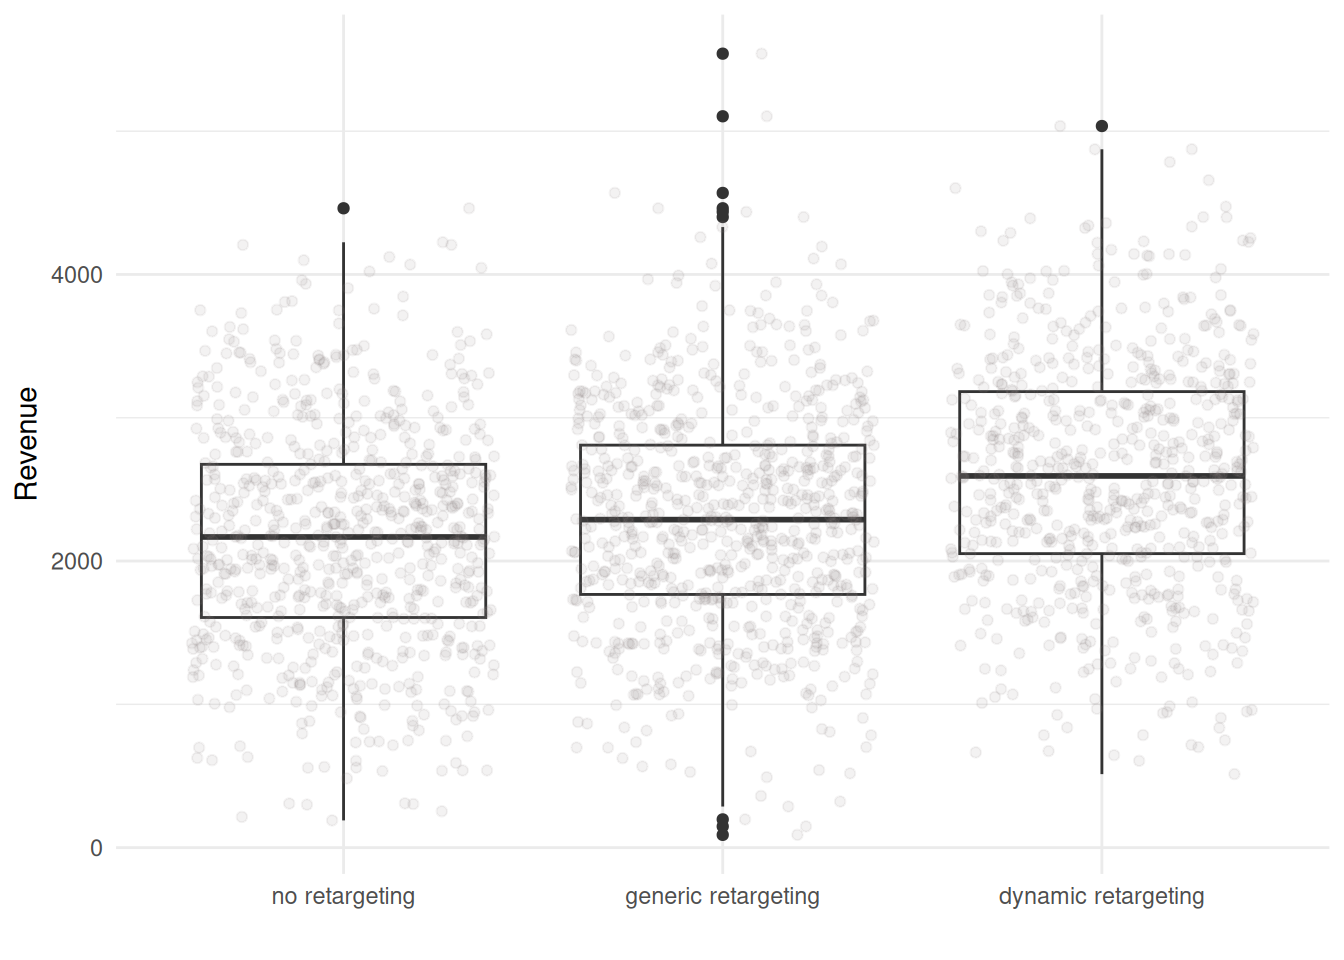 Revenue
4000
2000
0
no retargeting
generic retargeting
dynamic retargeting